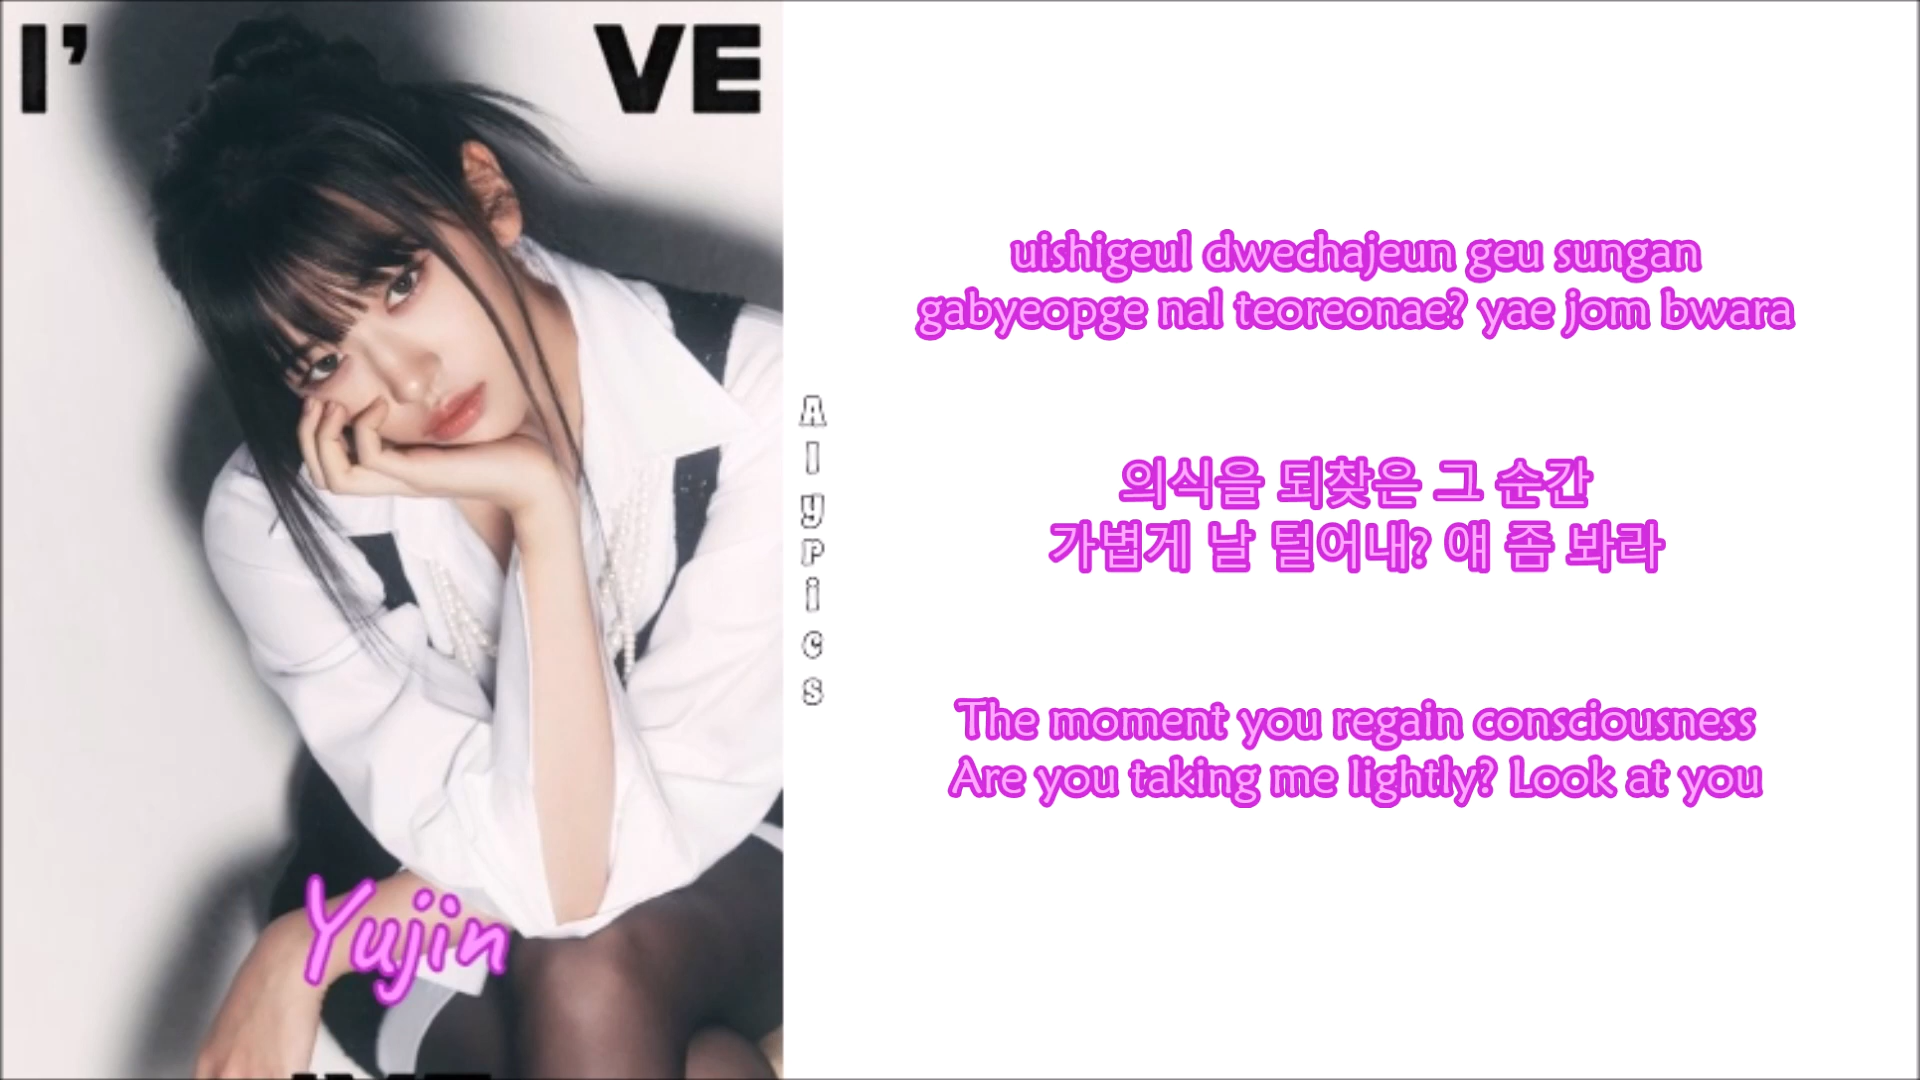 I' VE
Yujin
Alypics
uishigeul dwechajeun geu sungan
gabyeopge nal teoreonae? yae jom bwara
의식을 되찾은 그 순간
가볍게 날 털어내? 얘 좀 봐라
The moment you regain consciousness
Are you taking me lightly? Look at you